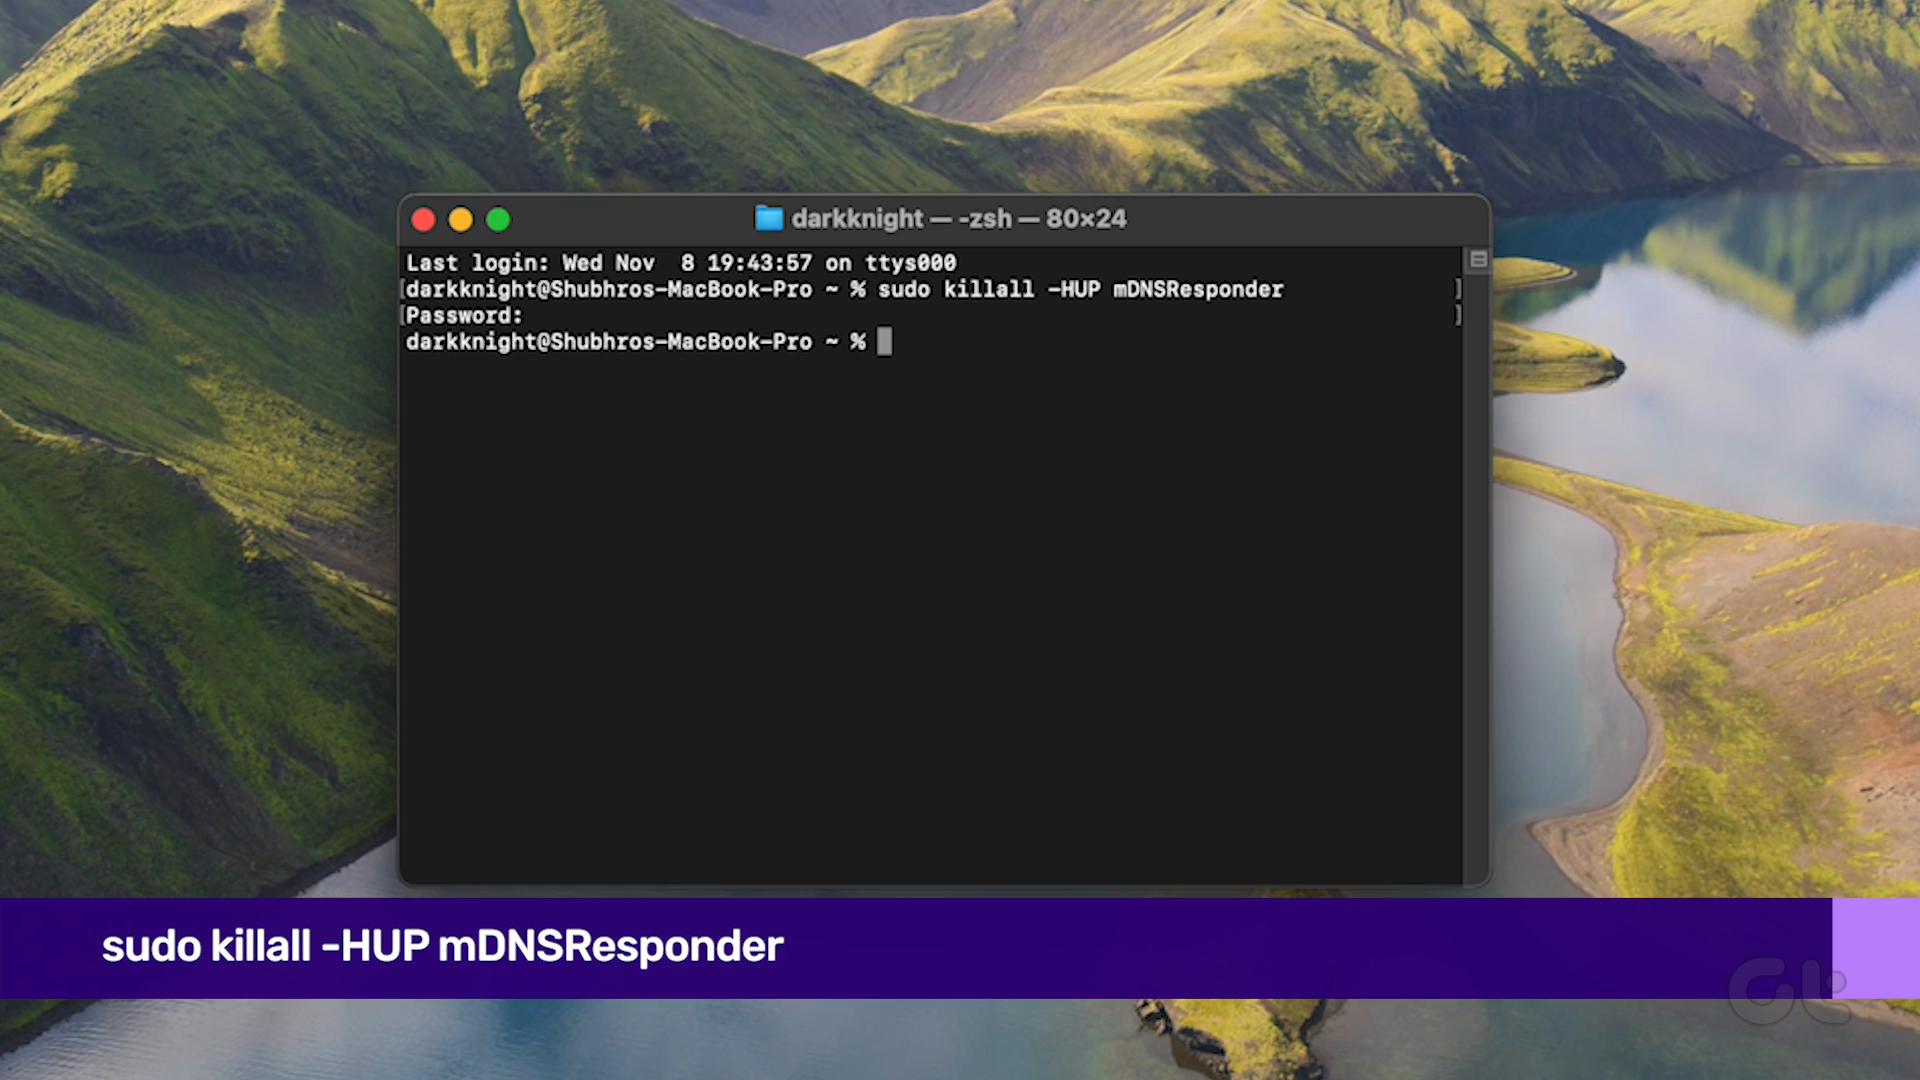 darkknight — -zsh — 80×24
Last login: Wed Nov  8 19:43:57 on ttys000
[darkknight@Shubhros-MacBook-Pro ~ % sudo killall -HUP mDNSResponder ]
[Password: ]
darkknight@Shubhros-MacBook-Pro ~ %
sudo killall -HUP mDNSResponder
Gt